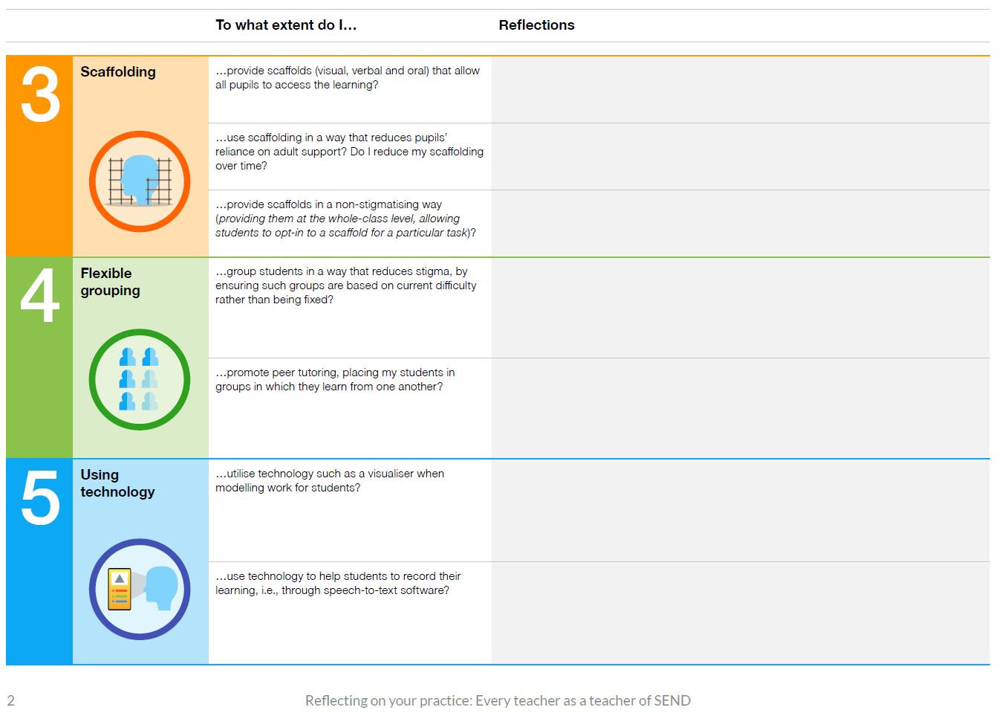 To what extent do I…
Reflections
3
Scaffolding
…provide scaffolds (visual, verbal and oral) that allow
all pupils to access the learning?
…use scaffolding in a way that reduces pupils’
reliance on adult support? Do I reduce my scaffolding
over time?
…provide scaffolds in a non-stigmatising way
(providing them at the whole-class level, allowing
students to opt-in to a scaffold for a particular task)?
4
Flexible
grouping
…group students in a way that reduces stigma, by
ensuring such groups are based on current difficulty
rather than being fixed?
…promote peer tutoring, placing my students in
groups in which they learn from one another?
5
Using
technology
…utilise technology such as a visualiser when
modelling work for students?
…use technology to help students to record their
learning, i.e., through speech-to-text software?
2
Reflecting on your practice: Every teacher as a teacher of SEND